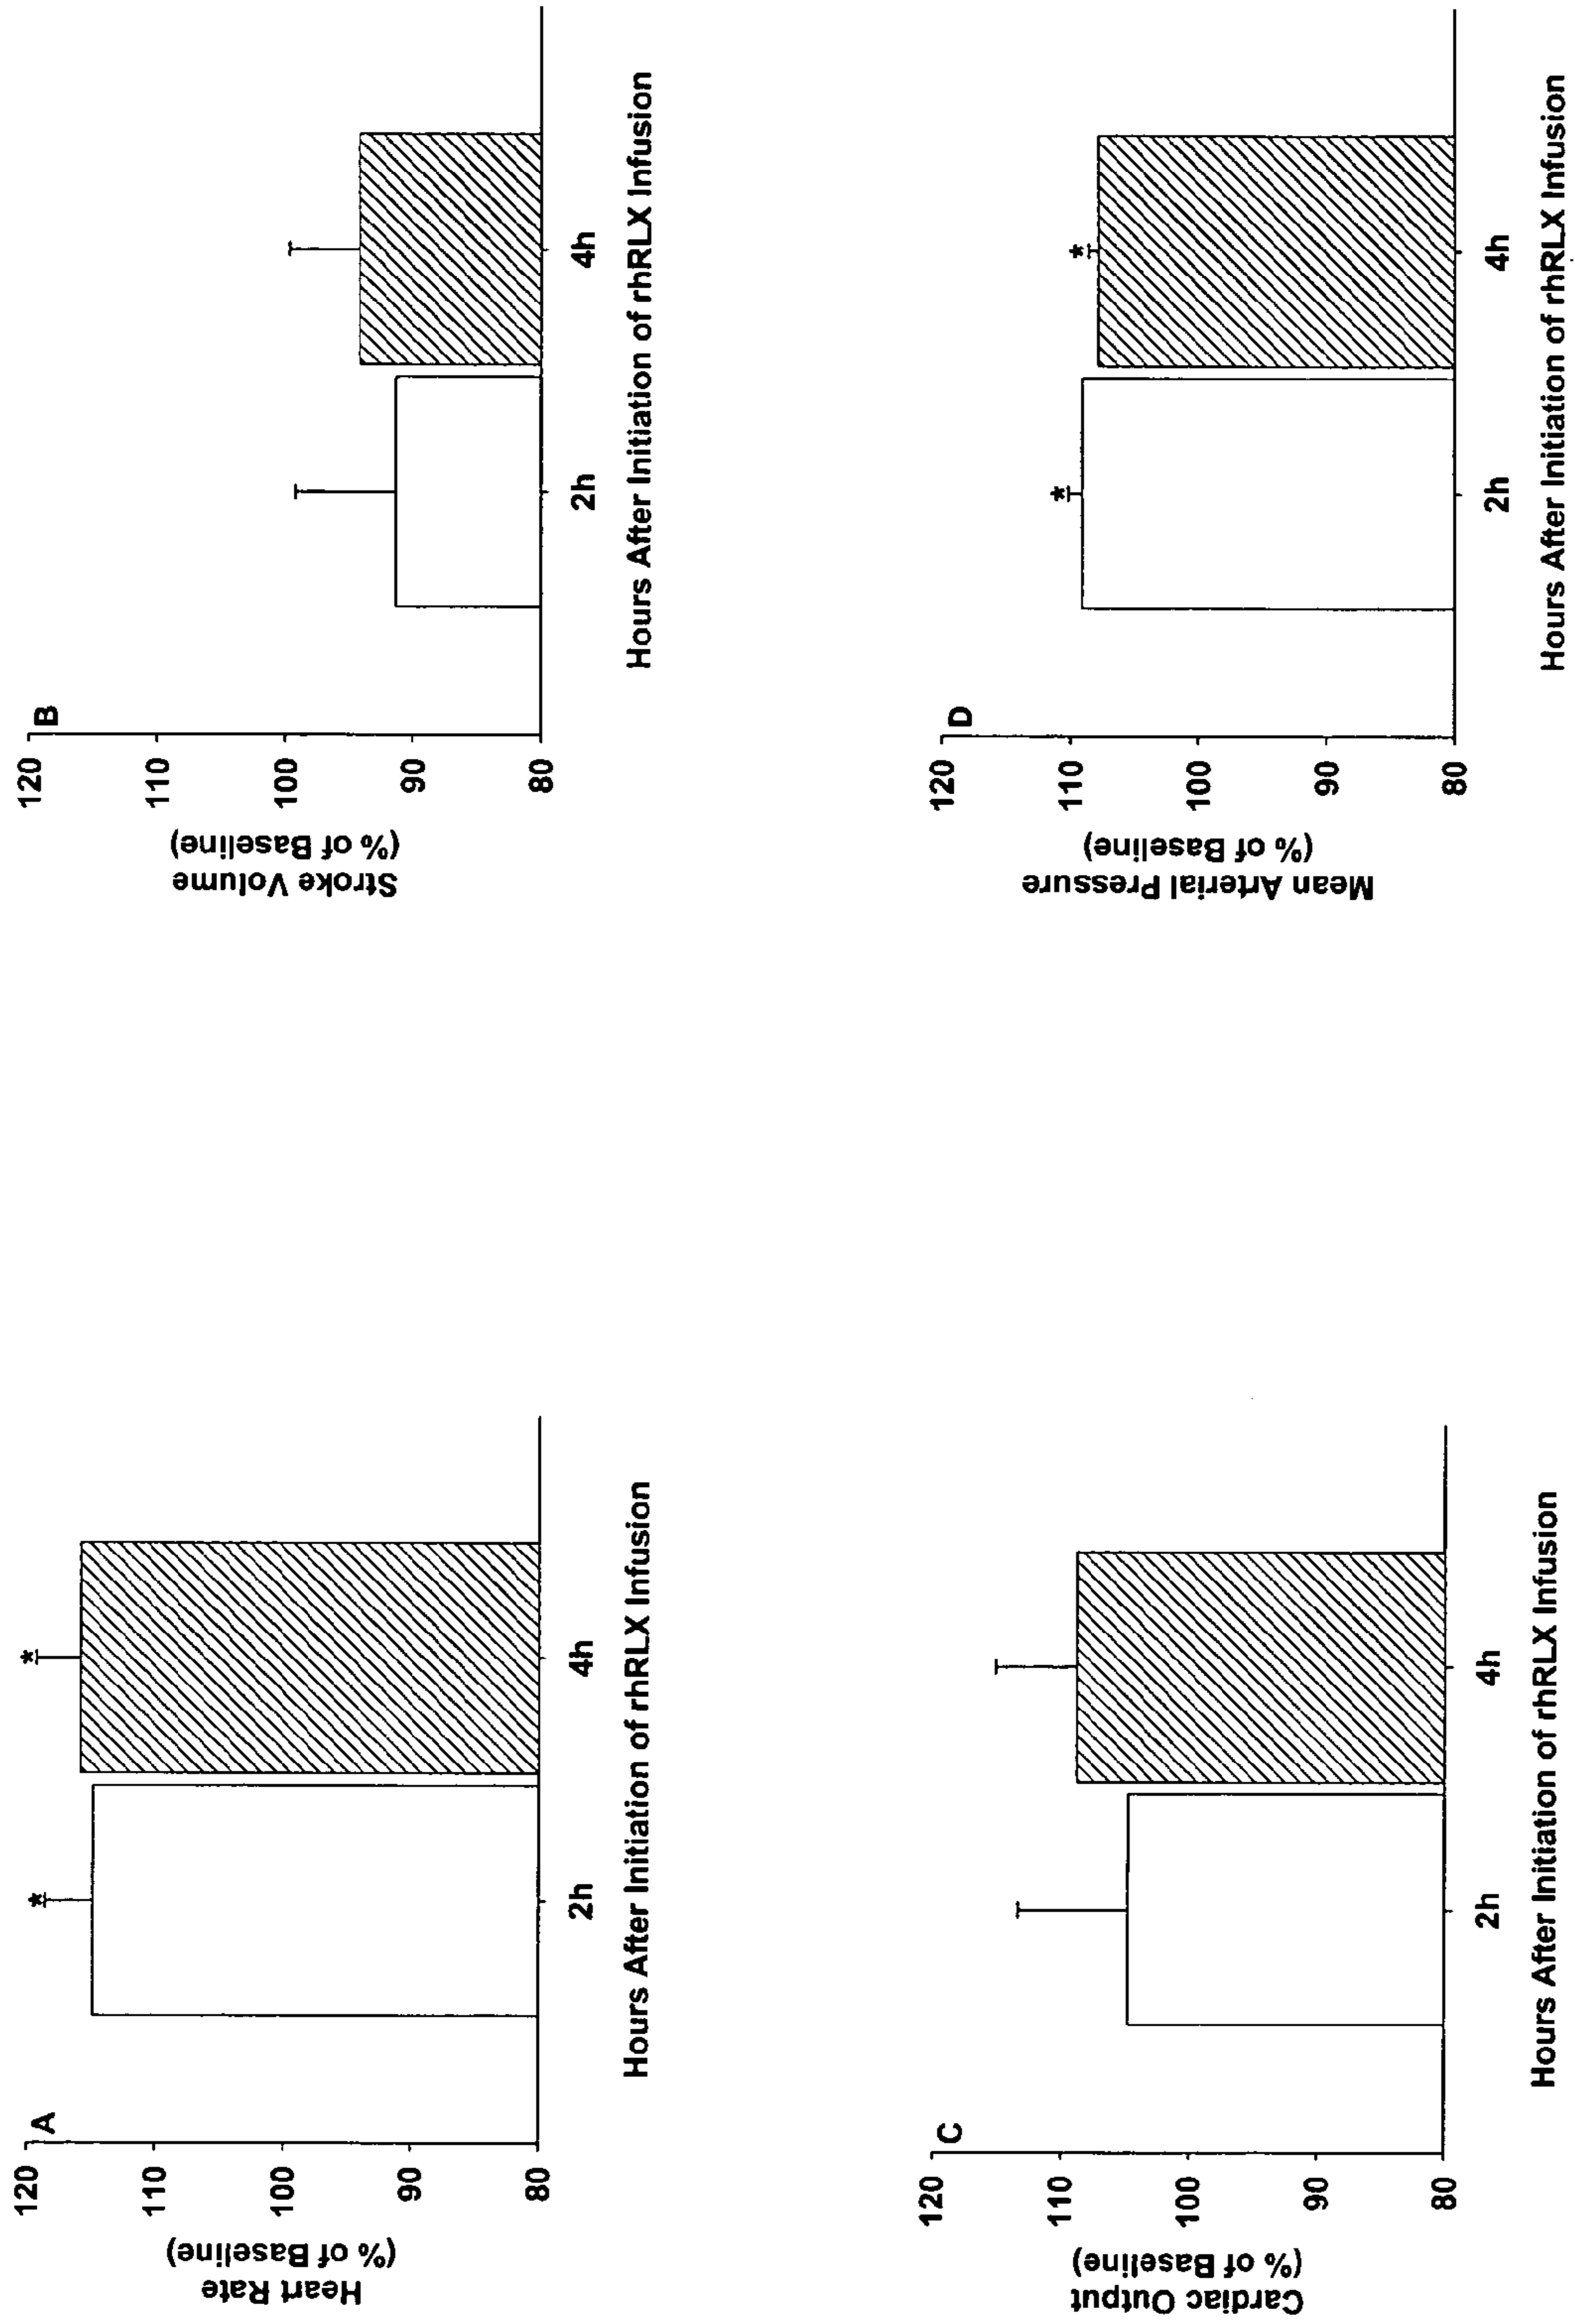 A
120
110
100
90
80
Heart Rate
(% of Baseline)
*
*
2h
4h
Hours After Initiation of rhRLX Infusion
B
120
110
100
90
80
Stroke Volume
(% of Baseline)
2h
4h
Hours After Initiation of rhRLX Infusion
C
120
110
100
90
80
Cardiac Output
(% of Baseline)
2h
4h
Hours After Initiation of rhRLX Infusion
D
120
110
100
90
80
Mean Arterial Pressure
(% of Baseline)
*
*
2h
4h
Hours After Initiation of rhRLX Infusion